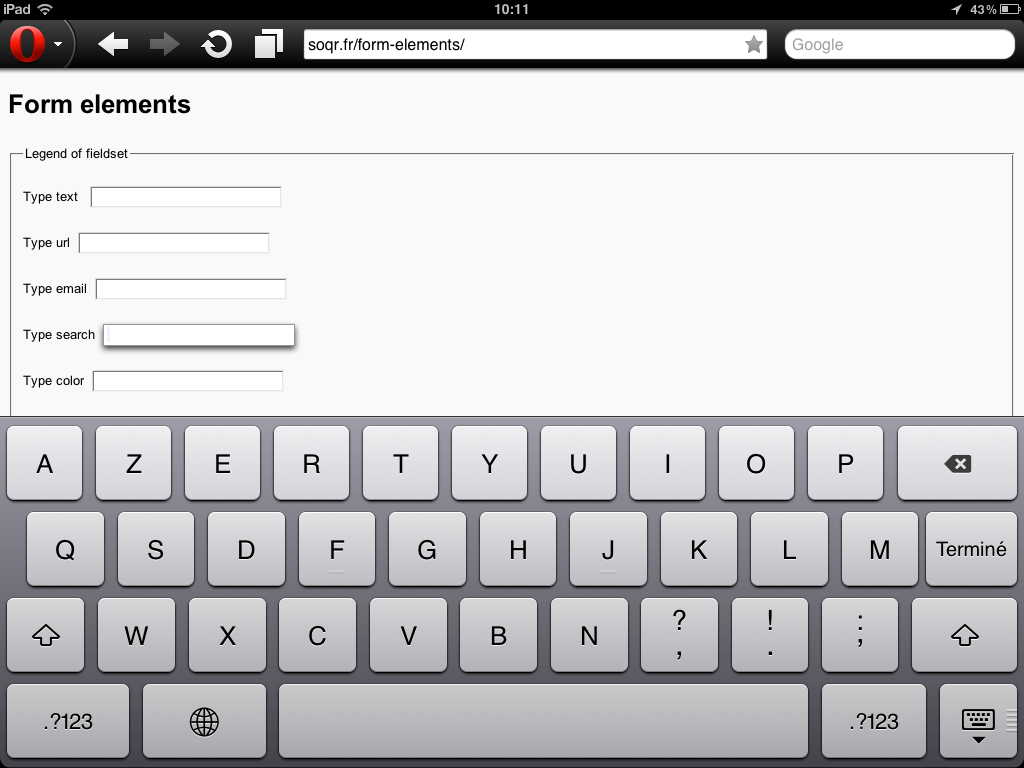 iPad 10:11 43%
soqr.fr/form-elements/ Google
Form elements
Legend of fieldset
Type text
Type url
Type email
Type search
Type color
A Z E R T Y U I O P
Q S D F G H J K L M Terminé
W X C V B N ? , ! . : ;
.?123 .?123